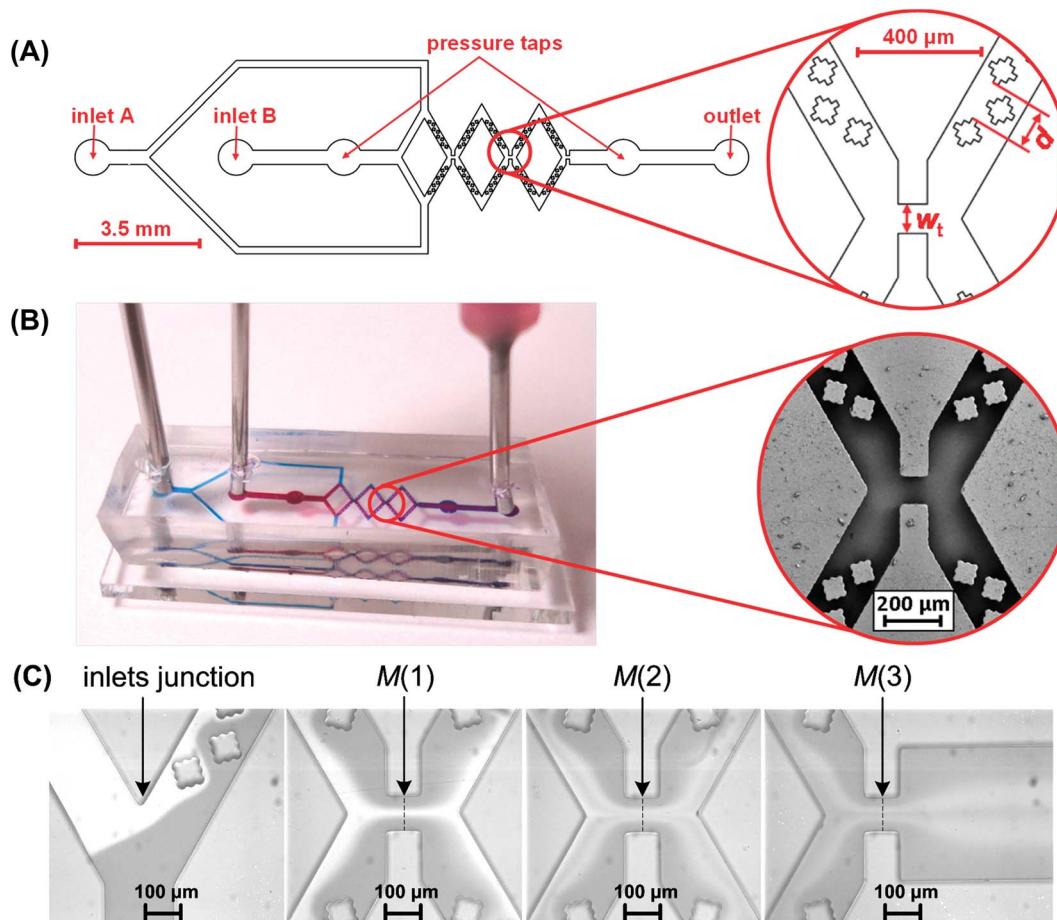 (A)
pressure taps
400 µm
inlet A
inlet B
outlet
d
3.5 mm
wt
(B)
200 µm
(C)
inlets junction
M(1)
M(2)
M(3)
100 µm
100 µm
100 µm
100 µm